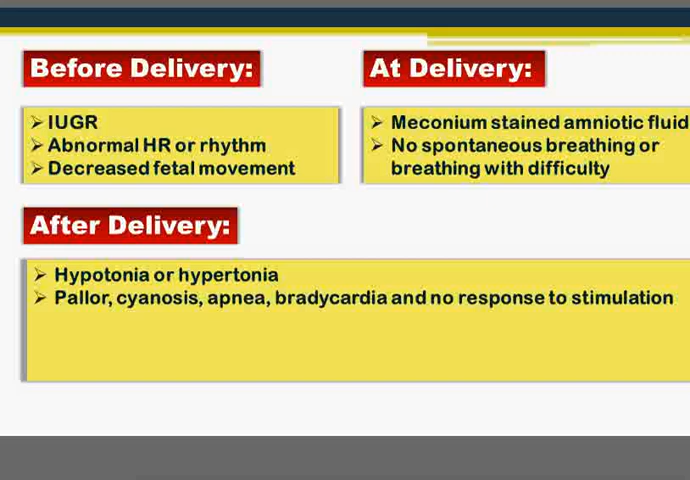 Before Delivery:
IUGR
Abnormal HR or rhythm
Decreased fetal movement
At Delivery:
Meconium stained amniotic fluid
No spontaneous breathing or
breathing with difficulty
After Delivery:
Hypotonia or hypertonia
Pallor, cyanosis, apnea, bradycardia and no response to stimulation